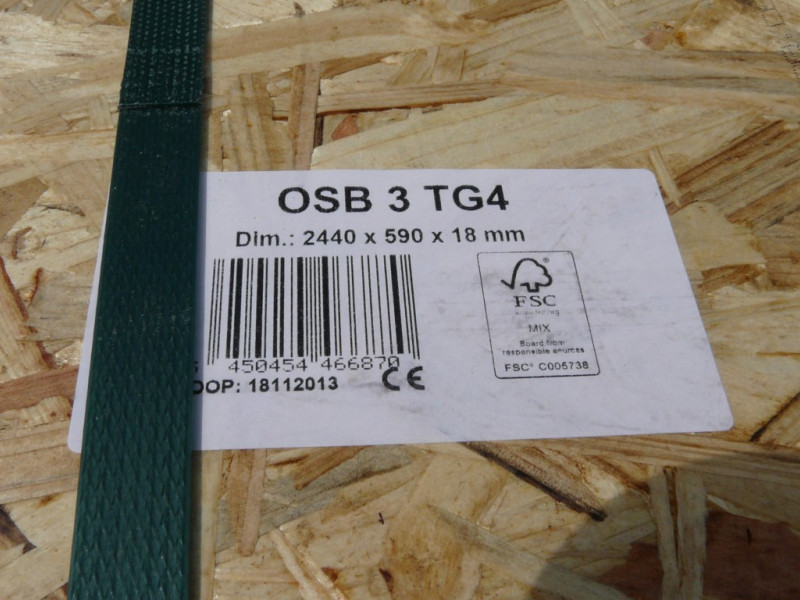 OSB 3 TG4
Dim.: 2440 x 590 x 18 mm
450454 466870
DOP: 18112013
CE
FSC
MIX
Board from
responsible sources
FSC® C005738